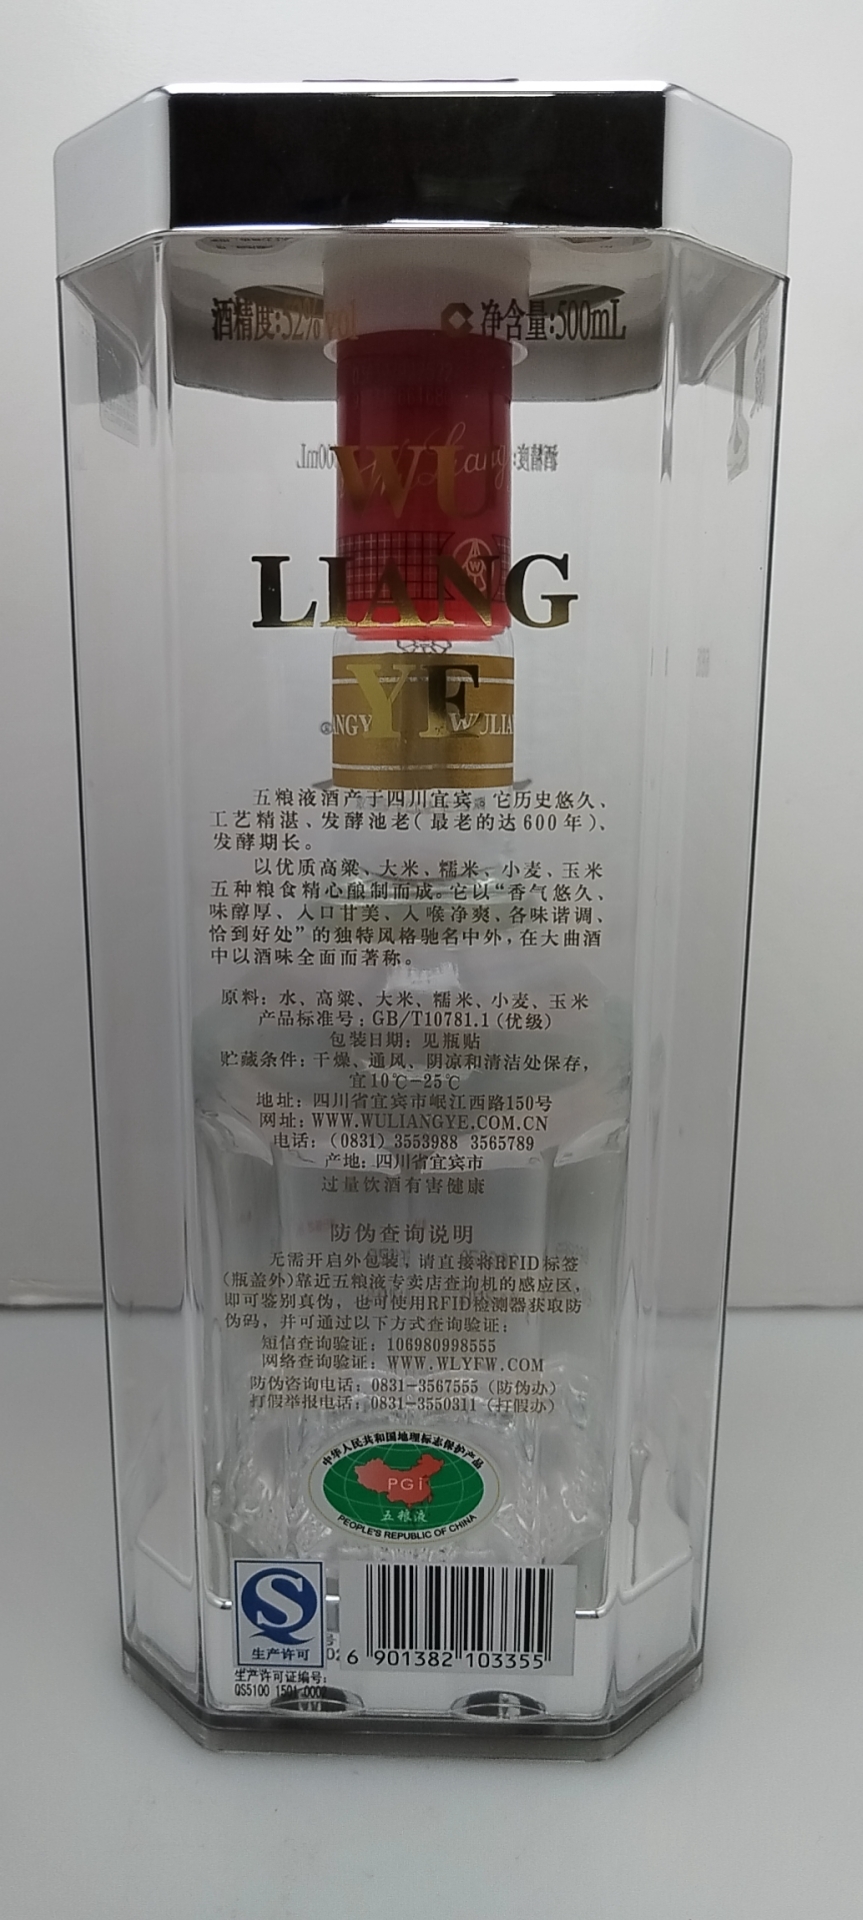 酒精度:52%vol 净含量:500mL
WU
LIANG
YE
五粮液酒产于四川宜宾，它历史悠久、
工艺精湛、发酵池老(最老的达600年)、
发酵期长。
以优质高粱、大米、糯米、小麦、玉米
五种粮食精心酿制而成。它以“香气悠久、
味醇厚、入口甘美、入喉净爽、各味谐调、
恰到好处”的独特风格驰名中外，在大曲酒
中以酒味全面而著称。
原料：水、高粱、大米、糯米、小麦、玉米
产品标准号：GB/T10781.1(优级)
包装日期：见瓶贴
贮藏条件：干燥、通风、阴凉和清洁处保存，
宜10℃-25℃
地址：四川省宜宾市岷江西路150号
网址：WWW.WULIANGYE.COM.CN
电话：(0831) 3553988 3565789
产地：四川省宜宾市
过量饮酒有害健康
防伪查询说明
无需开启外包装，请直接将RFID标签
(瓶盖外)靠近五粮液专卖店查询机的感应区，
即可鉴别真伪，也可使用RFID检测器获取防
伪码，并可通过以下方式查询验证：
短信查询验证：106980998555
网络查询验证：WWW.WLYFW.COM
防伪咨询电话：0831-3567555 (防伪办)
打假举报电话：0831-3550311 (打假办)
中华人民共和国地理标志保护产品
PGi
五粮液
PEOPLE'S REPUBLIC OF CHINA
生产许可
生产许可证编号：
QS5100 1501 0002
6 901382 103355